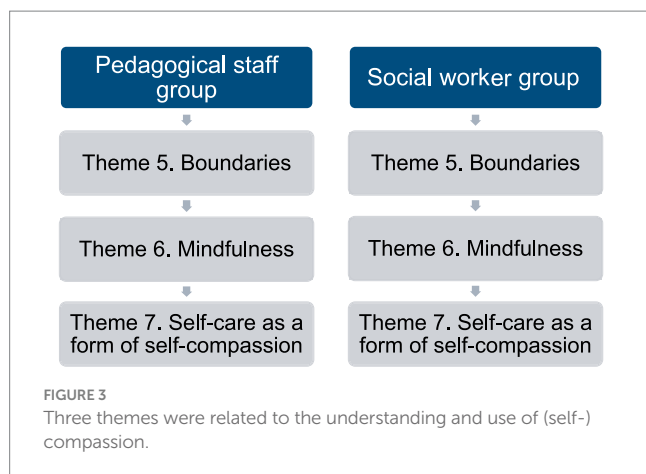 Pedagogical staff
group
Theme 5. Boundaries
Theme 6. Mindfulness
Theme 7. Self-care as a
form of self-compassion
Social worker group
Theme 5. Boundaries
Theme 6. Mindfulness
Theme 7. Self-care as a
form of self-compassion
FIGURE 3
Three themes were related to the understanding and use of (self-)
compassion.